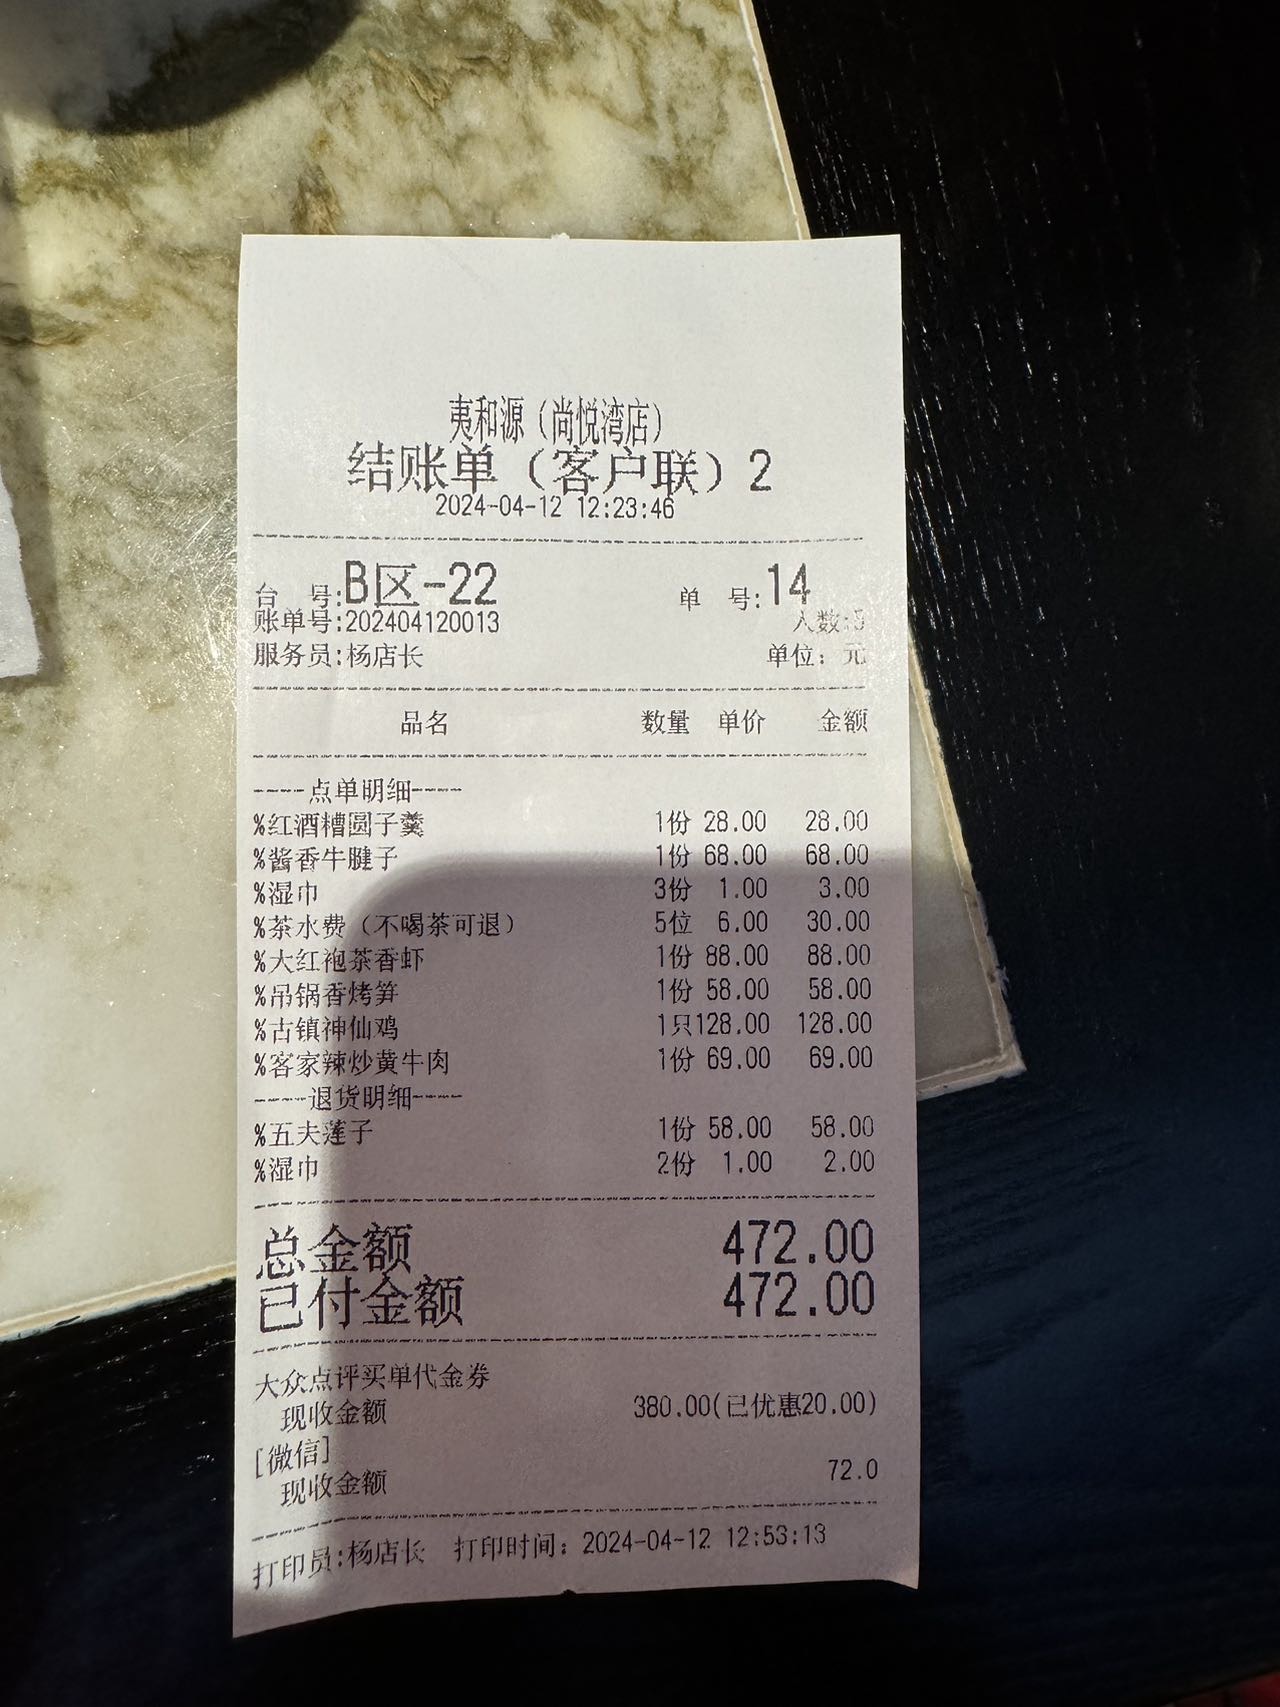 夷和源（尚悦湾店）
结账单（客户联）2
2024-04-12 12:23:46
台 号:B区-22 单 号:14
账单号:202404120013 人数:
服务员:杨店长 单位：元
品名 数量 单价 金额
----点单明细----
%红酒糟圆子羹 1份 28.00 28.00
%酱香牛腱子 1份 68.00 68.00
%湿巾 3份 1.00 3.00
%茶水费（不喝茶可退） 5位 6.00 30.00
%大红袍茶香虾 1份 88.00 88.00
%吊锅香烤笋 1份 58.00 58.00
%古镇神仙鸡 1只128.00 128.00
%客家辣炒黄牛肉 1份 69.00 69.00
----退货明细----
%五夫莲子 1份 58.00 58.00
%湿巾 2份 1.00 2.00
总金额 472.00
已付金额 472.00
大众点评买单代金券
现收金额 380.00(已优惠20.00)
[微信]
现收金额 72.0
打印员:杨店长 打印时间：2024-04-12 12:53:13